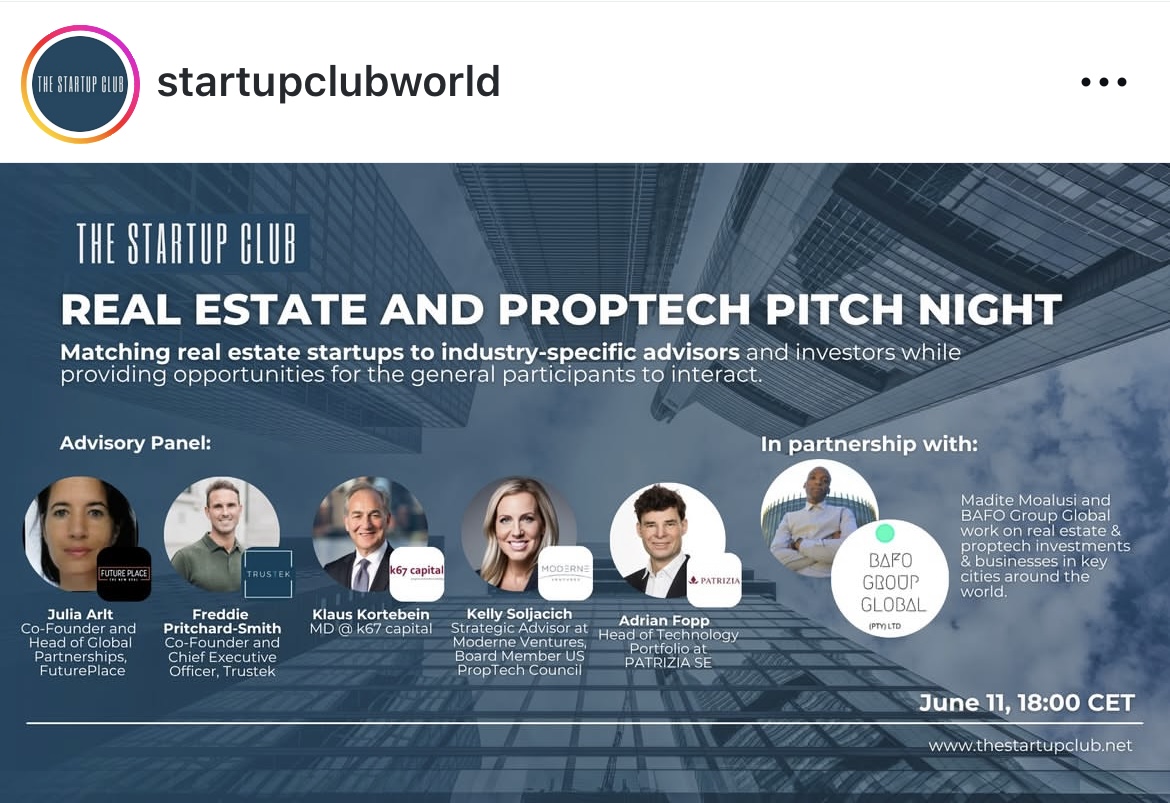 THE STARTUP CLUB
startupclubworld
THE STARTUP CLUB
REAL ESTATE AND PROPTECH PITCH NIGHT
Matching real estate startups to industry-specific advisors and investors while
providing opportunities for the general participants to interact.
Advisory Panel:
In partnership with:
FUTURE PLACE
Julia Arlt
Co-Founder and
Head of Global
Partnerships,
FuturePlace
TRUSTEK
Freddie
Pritchard-Smith
Co-Founder and
Chief Executive
Officer, Trustek
k67 capital
Klaus Kortebein
MD @ k67 capital
MODERNE
VENTURES
Kelly Soljacich
Strategic Advisor at
Moderne Ventures,
Board Member US
PropTech Council
PATRIZIA
Adrian Fopp
Head of Technology
Portfolio at
PATRIZIA SE
BAFO
GROUP
GLOBAL
(PTY) LTD
Madite Moalusi and
BAFO Group Global
work on real estate &
proptech investments
& businesses in key
cities around the
world.
June 11, 18:00 CET
www.thestartupclub.net